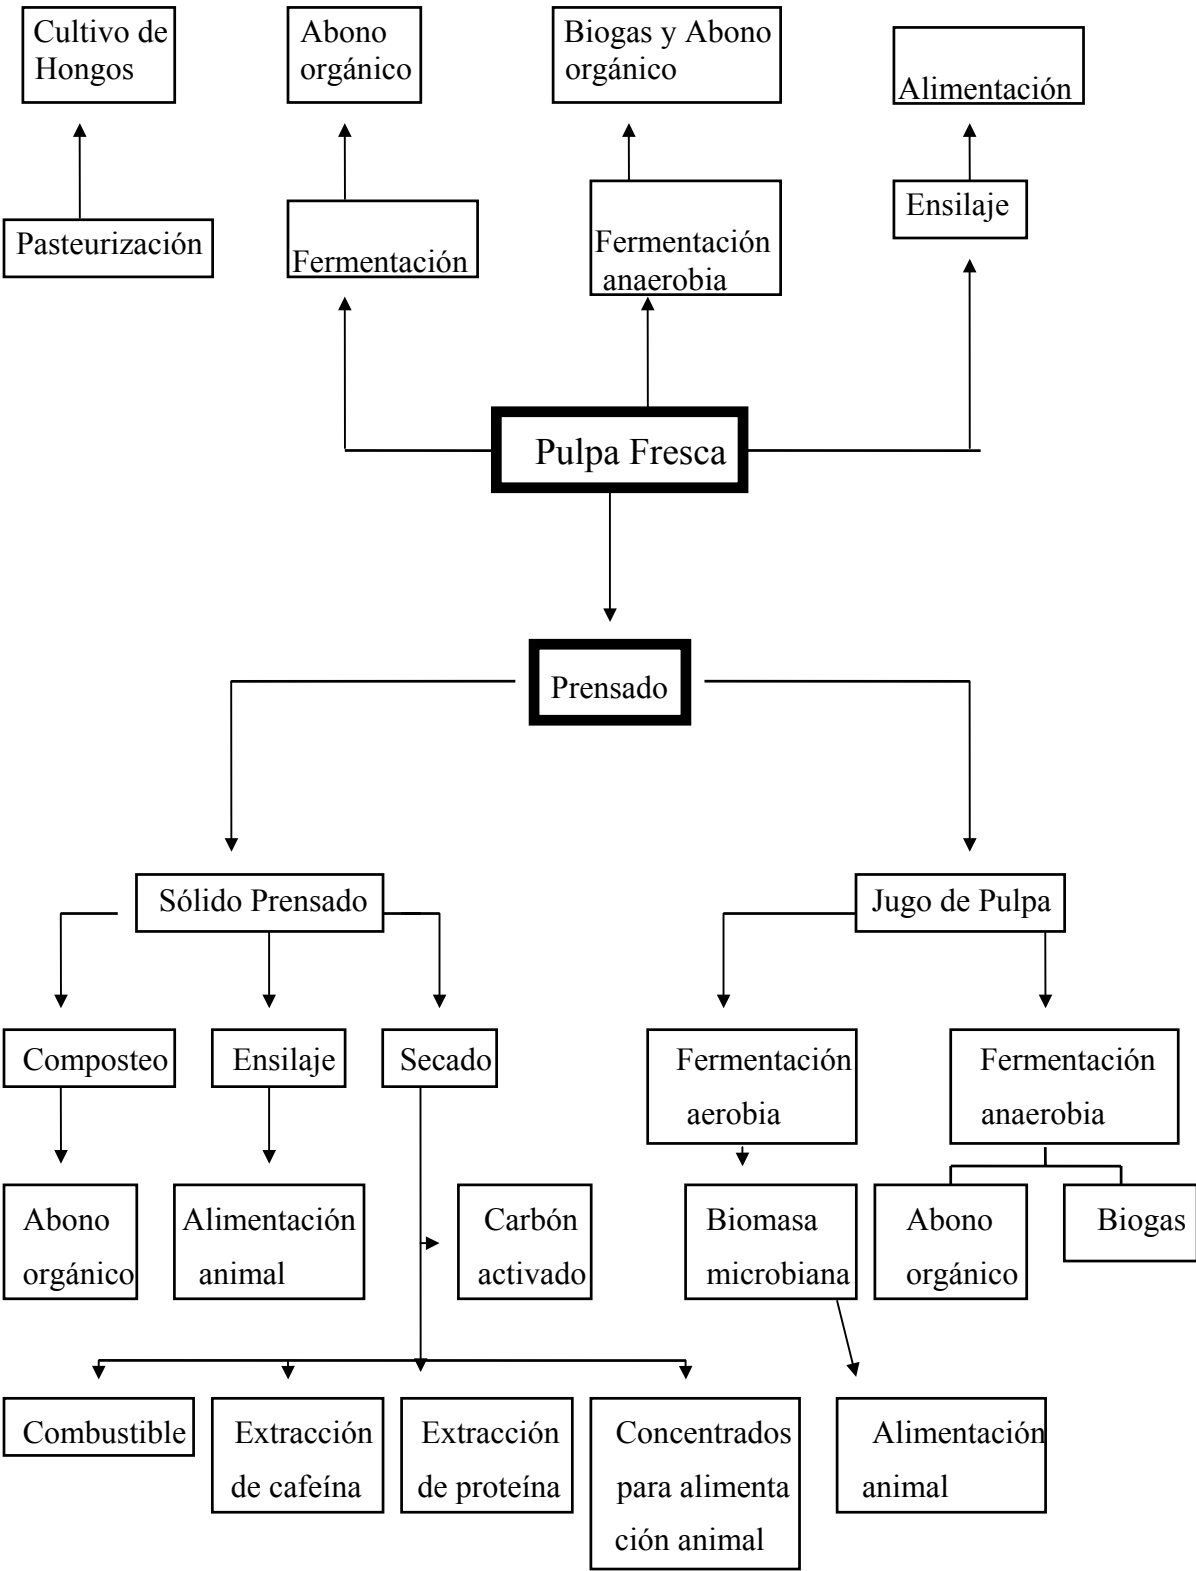 Cultivo de
Hongos
Abono
orgánico
Biogas y Abono
orgánico
Alimentación
Pasteurización
Fermentación
Fermentación
anaerobia
Ensilaje
Pulpa Fresca
Prensado
Sólido Prensado
Jugo de Pulpa
Composteo
Ensilaje
Secado
Fermentación
aerobia
Fermentación
anaerobia
Abono
orgánico
Alimentación
animal
Carbón
activado
Biomasa
microbiana
Abono
orgánico
Biogas
Combustible
Extracción
de cafeína
Extracción
de proteína
Concentrados
para alimenta
ción animal
Alimentación
animal